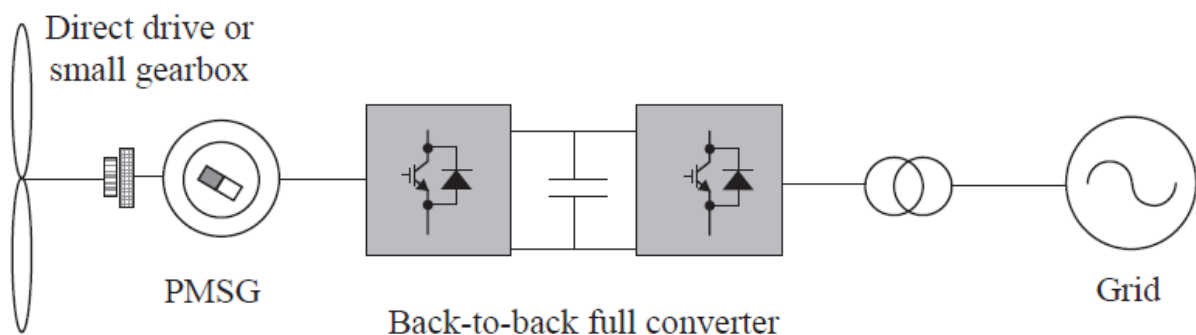 Direct drive or
small gearbox
PMSG
Back-to-back full converter
Grid